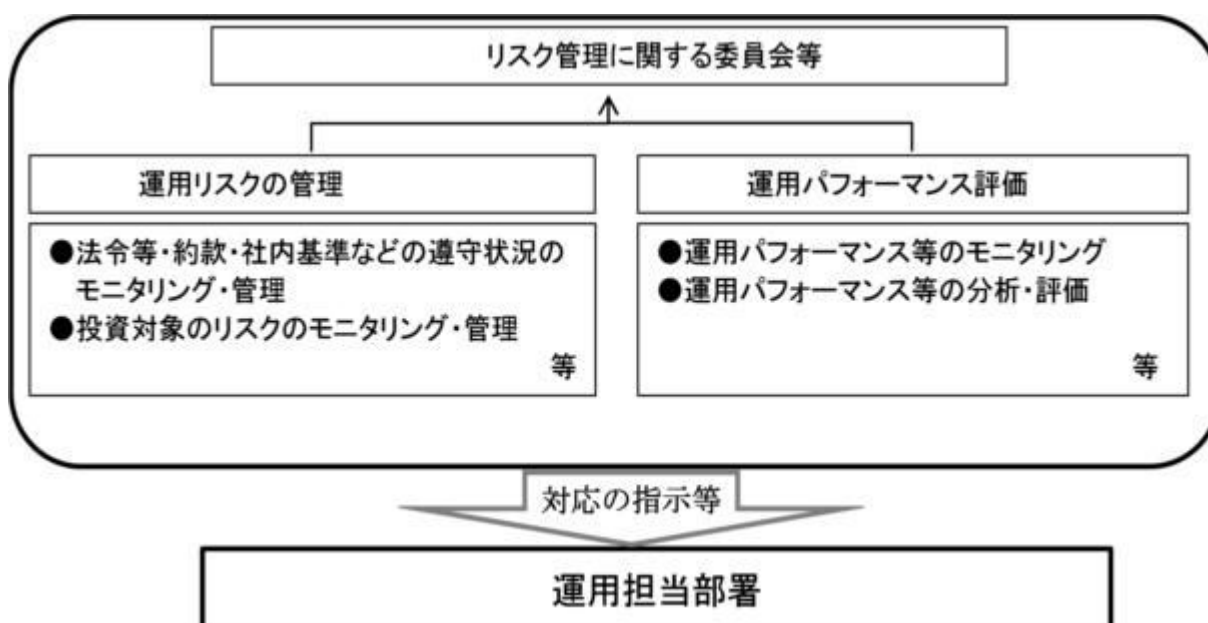 リスク管理に関する委員会等
運用リスクの管理
●法令等・約款・社内基準などの遵守状況の
モニタリング・管理
●投資対象のリスクのモニタリング・管理
等
運用パフォーマンス評価
●運用パフォーマンス等のモニタリング
●運用パフォーマンス等の分析・評価
等
対応の指示等
運用担当部署